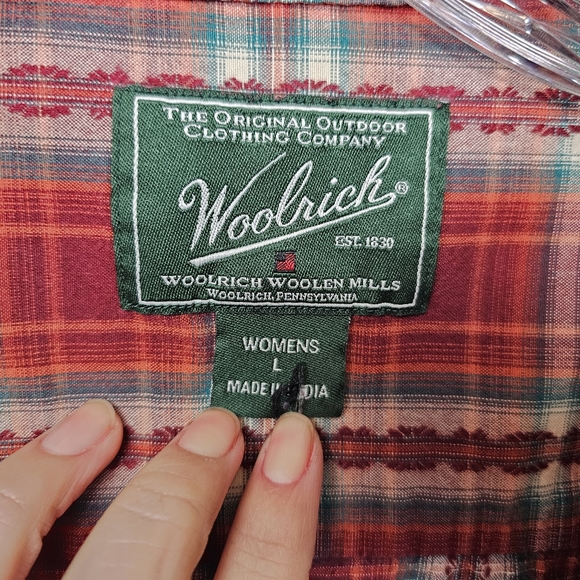 THE ORIGINAL OUTDOOR
CLOTHING COMPANY
Woolrich®
EST. 1830
WOOLRICH WOOLEN MILLS
WOOLRICH, PENNSYLVANIA
WOMENS
L
MADE